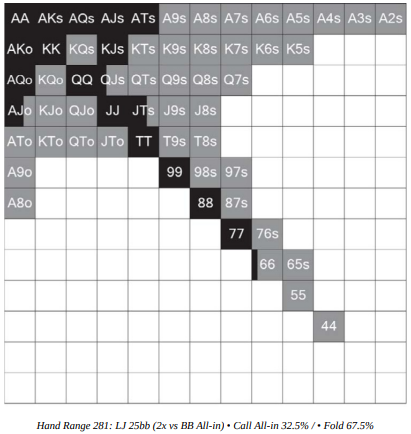 AA AKs AQs AJs ATs A9s A8s A7s A6s A5s A4s A3s A2s
AKo KK KQs KJs KTs K9s K8s K7s K6s K5s
AQo KQo QQ QJs QTs Q9s Q8s Q7s
AJo KJo QJo JJ JTs J9s J8s
ATo KTo QTo JTo TT T9s T8s
A9o 99 98s 97s
A8o 88 87s
77 76s
66 65s
55
44
Hand Range 281: LJ 25bb (2x vs BB All-in) • Call All-in 32.5% / • Fold 67.5%